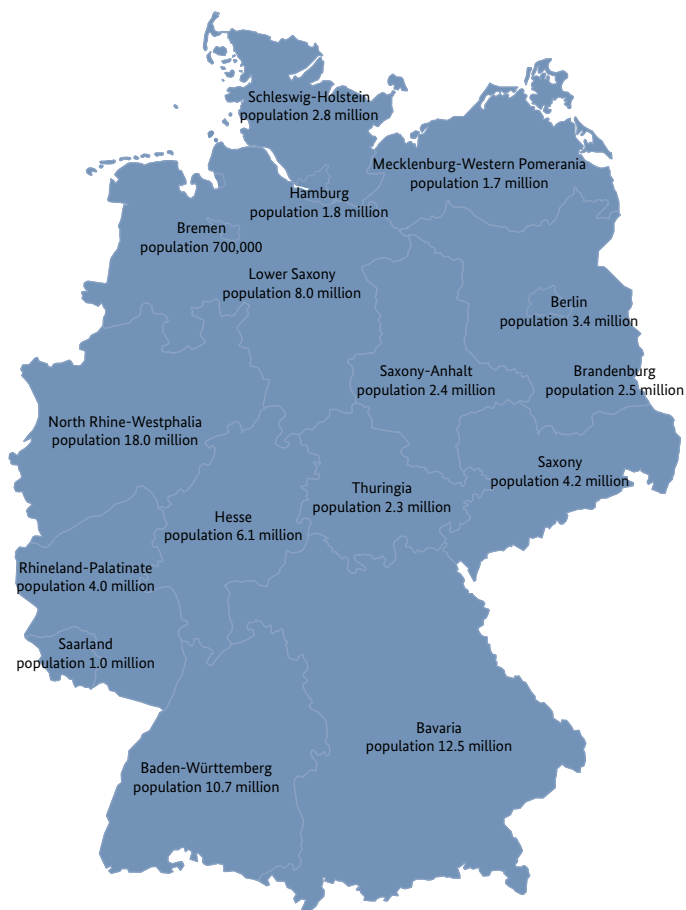 Schleswig-Holstein
population 2.8 million
Mecklenburg-Western Pomerania
population 1.7 million
Hamburg
population 1.8 million
Bremen
population 700,000
Lower Saxony
population 8.0 million
Berlin
population 3.4 million
Saxony-Anhalt
population 2.4 million
Brandenburg
population 2.5 million
North Rhine-Westphalia
population 18.0 million
Saxony
population 4.2 million
Thuringia
population 2.3 million
Hesse
population 6.1 million
Rhineland-Palatinate
population 4.0 million
Saarland
population 1.0 million
Bavaria
population 12.5 million
Baden-Württemberg
population 10.7 million